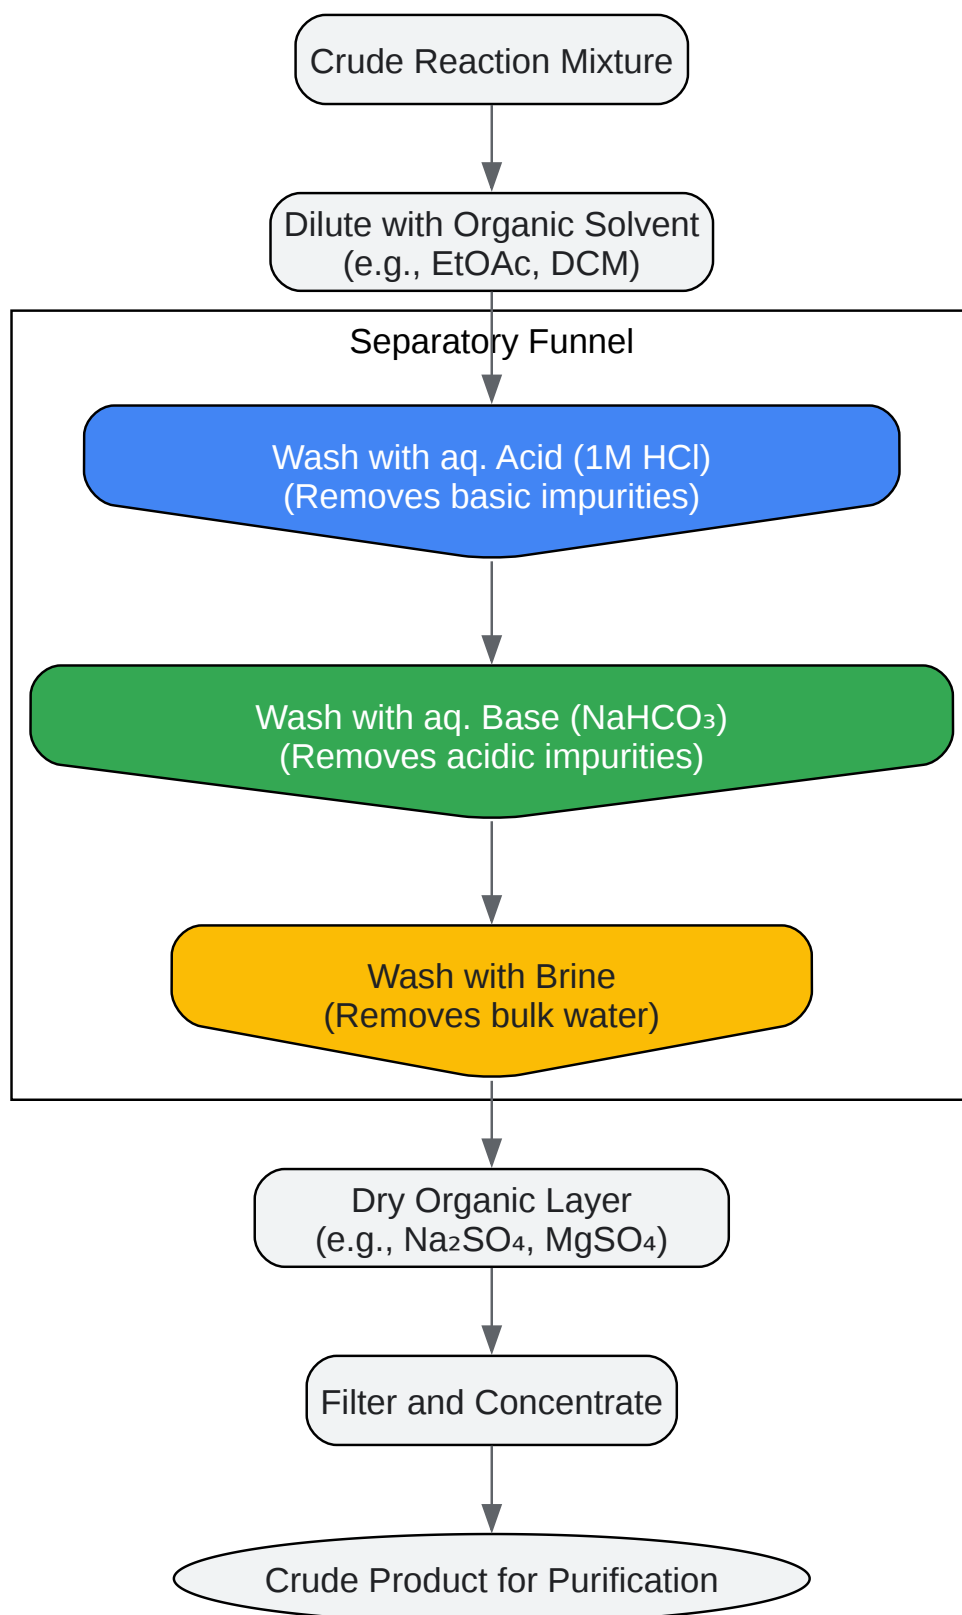 Crude Reaction Mixture
Dilute with Organic Solvent
(e.g., EtOAc, DCM)
Separatory Funnel
Wash with aq. Acid (1M HCl)
(Removes basic impurities)
Wash with aq. Base (NaHCO₃)
(Removes acidic impurities)
Wash with Brine
(Removes bulk water)
Dry Organic Layer
(e.g., Na₂SO₄, MgSO₄)
Filter and Concentrate
Crude Product for Purification